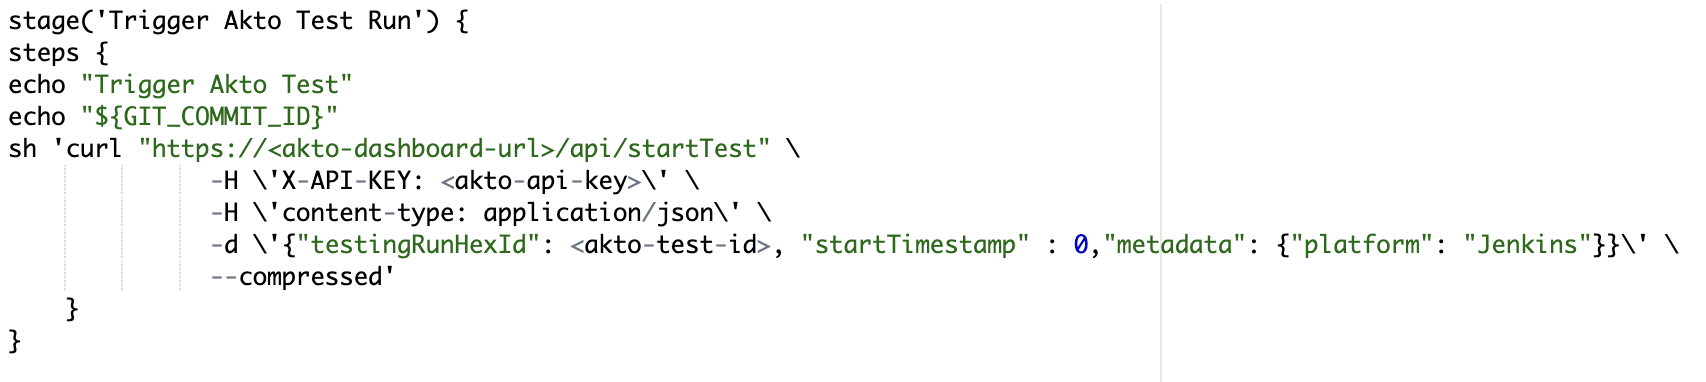 stage('Trigger Akto Test Run') {
steps {
echo "Trigger Akto Test"
echo "${GIT_COMMIT_ID}"
sh 'curl "https://<akto-dashboard-url>/api/startTest" \
-H \'X-API-KEY: <akto-api-key>\' \
-H \'content-type: application/json\' \
-d \'{"testingRunHexId": <akto-test-id>, "startTimestamp" : 0,"metadata": {"platform": "Jenkins"}}\' \
--compressed'
}
}